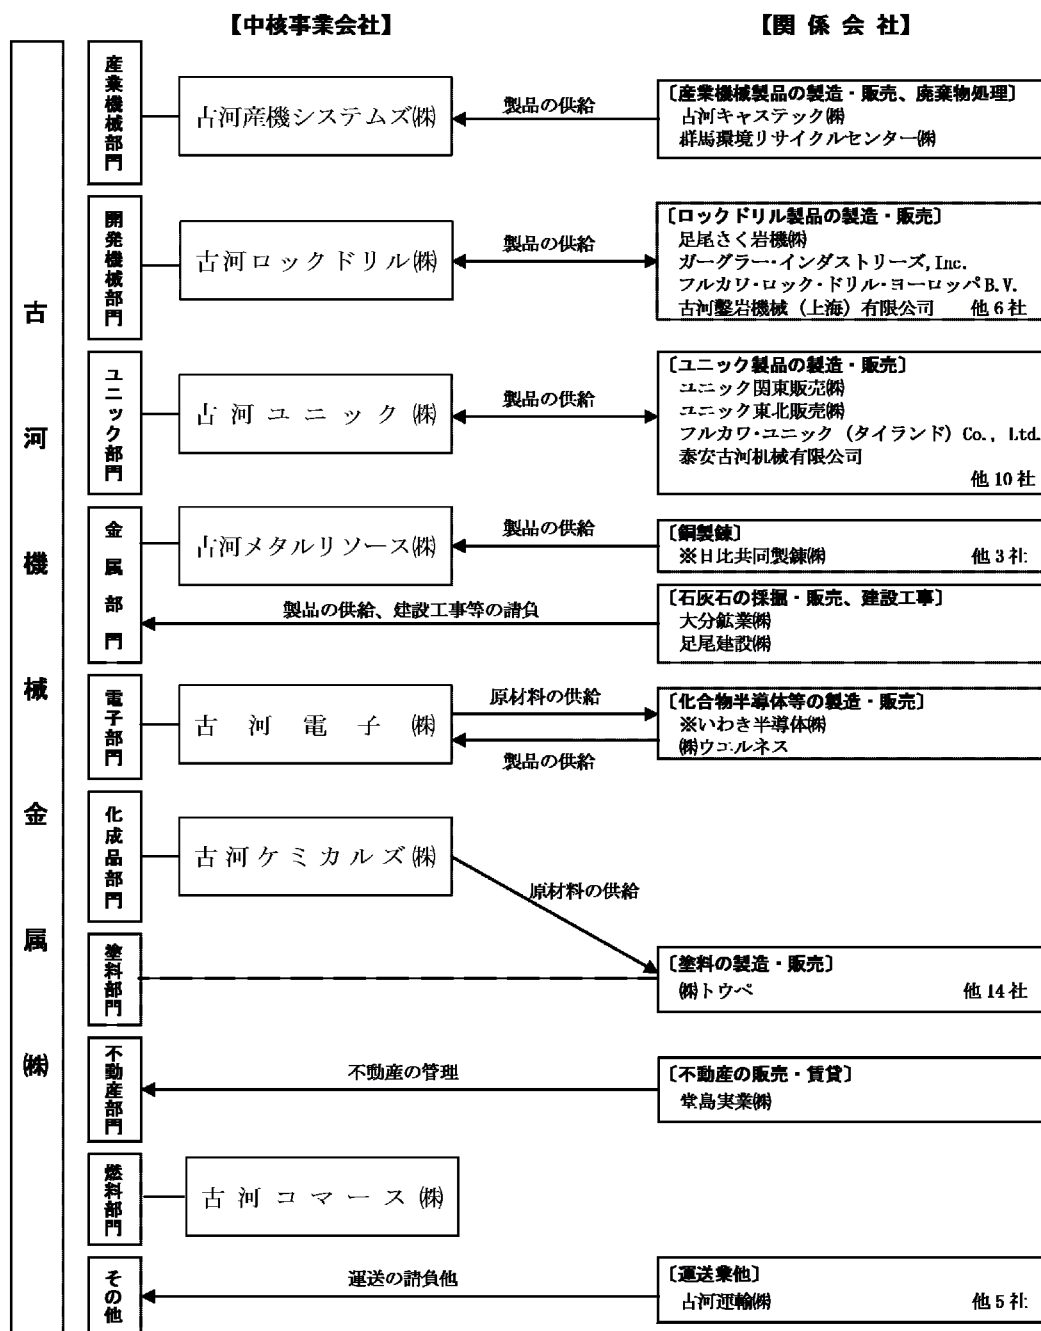 【中核事業会社】
【関係会社】
古河機械金属㈱
産業機械部門
古河産機システムズ㈱
製品の供給
〔産業機械製品の製造・販売、廃棄物処理〕
古河キャステック㈱
群馬環境リサイクルセンター㈱
開発機械部門
古河ロックドリル㈱
製品の供給
〔ロックドリル製品の製造・販売〕
足尾さく岩機㈱
ガーグラー・インダストリーズ,Inc.
フルカワ・ロック・ドリル・ヨーロッパB.V.
古河鑿岩機械（上海）有限公司 他6社
ユニック部門
古河ユニック㈱
製品の供給
〔ユニック製品の製造・販売〕
ユニック関東販売㈱
ユニック東北販売㈱
フルカワ・ユニック（タイランド）Co., Ltd.
泰安古河机械有限公司
他10社
金属部門
古河メタルリソース㈱
製品の供給
〔銅製錬〕
※日比共同製錬㈱ 他3社
製品の供給、建設工事等の請負
〔石灰石の採掘・販売、建設工事〕
大分鉱業㈱
足尾建設㈱
電子部門
古河電子㈱
原材料の供給
製品の供給
〔化合物半導体等の製造・販売〕
※いわき半導体㈱
㈱ウエルネス
化成品部門
古河ケミカルズ㈱
原材料の供給
塗料部門
〔塗料の製造・販売〕
㈱トウペ 他14社
不動産部門
不動産の管理
〔不動産の販売・賃貸〕
堂島実業㈱
燃料部門
古河コマース㈱
その他
運送の請負他
〔運送業他〕
古河運輸㈱ 他5社